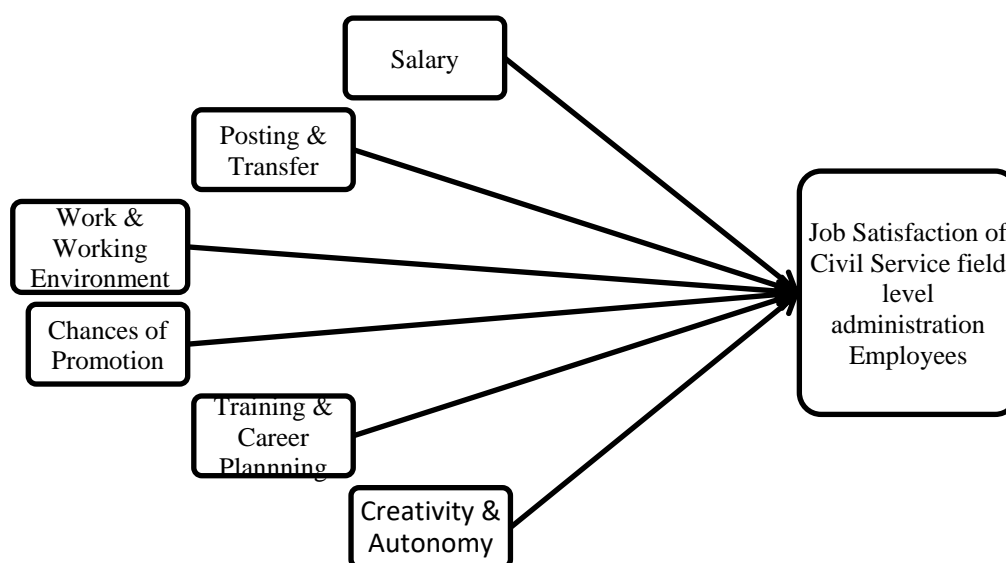 Salary
Posting &
Transfer
Work &
Working
Environment
Chances of
Promotion
Training &
Career
Plannning
Creativity &
Autonomy
Job Satisfaction of
Civil Service field
level
administration
Employees